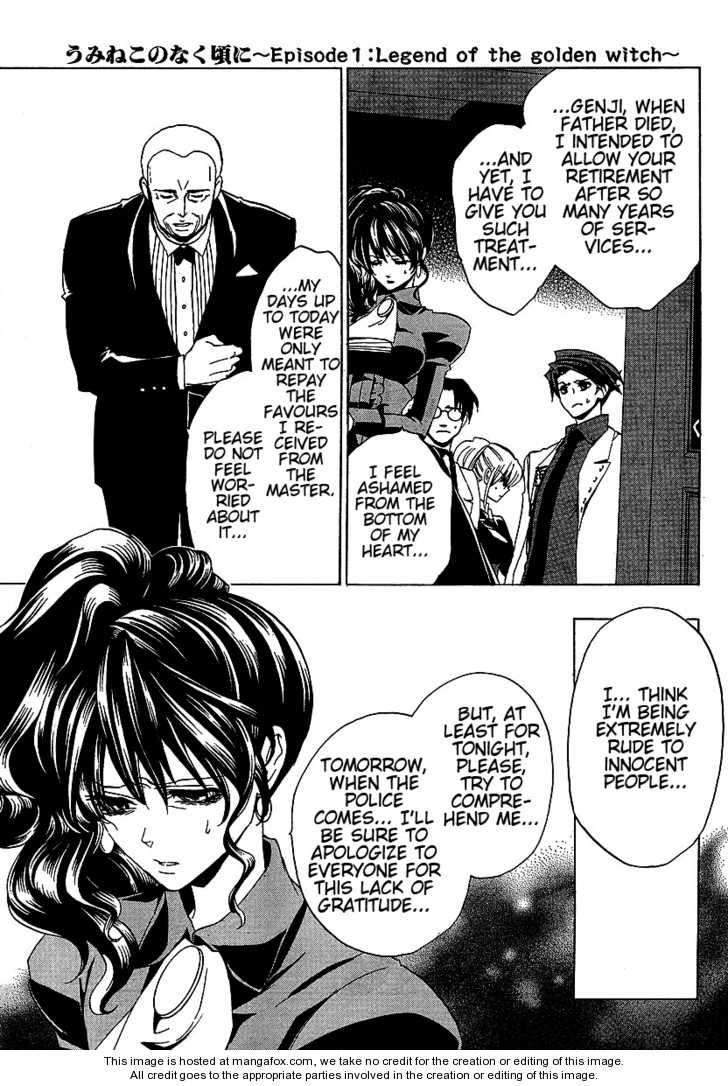 うみねこのなく頃に～Episode1:Legend of the golden witch～
...GENJI, WHEN
FATHER DIED,
I INTENDED TO
ALLOW YOUR
RETIREMENT
AFTER SO
MANY YEARS
OF SER-
VICES...
...AND
YET, I
HAVE TO
GIVE YOU
SUCH
TREAT-
MENT...
I FEEL
ASHAMED
FROM THE
BOTTOM
OF MY
HEART...
...MY
DAYS UP
TO TODAY
WERE
ONLY
MEANT TO
REPAY
THE
FAVOURS
I RE-
CEIVED
FROM
THE
MASTER.
PLEASE
DO NOT
FEEL
WOR-
RIED
ABOUT
IT...
I... THINK
I'M BEING
EXTREMELY
RUDE TO
INNOCENT
PEOPLE...
BUT, AT
LEAST FOR
TONIGHT,
PLEASE,
TRY TO
COMPRE-
HEND ME...
TOMORROW,
WHEN THE
POLICE
COMES... I'LL
BE SURE TO
APOLOGIZE TO
EVERYONE FOR
THIS LACK OF
GRATITUDE...
This image is hosted at mangafox.com, we take no credit for the creation or editing of this image.
All credit goes to the appropriate parties involved in the creation or editing of this image.